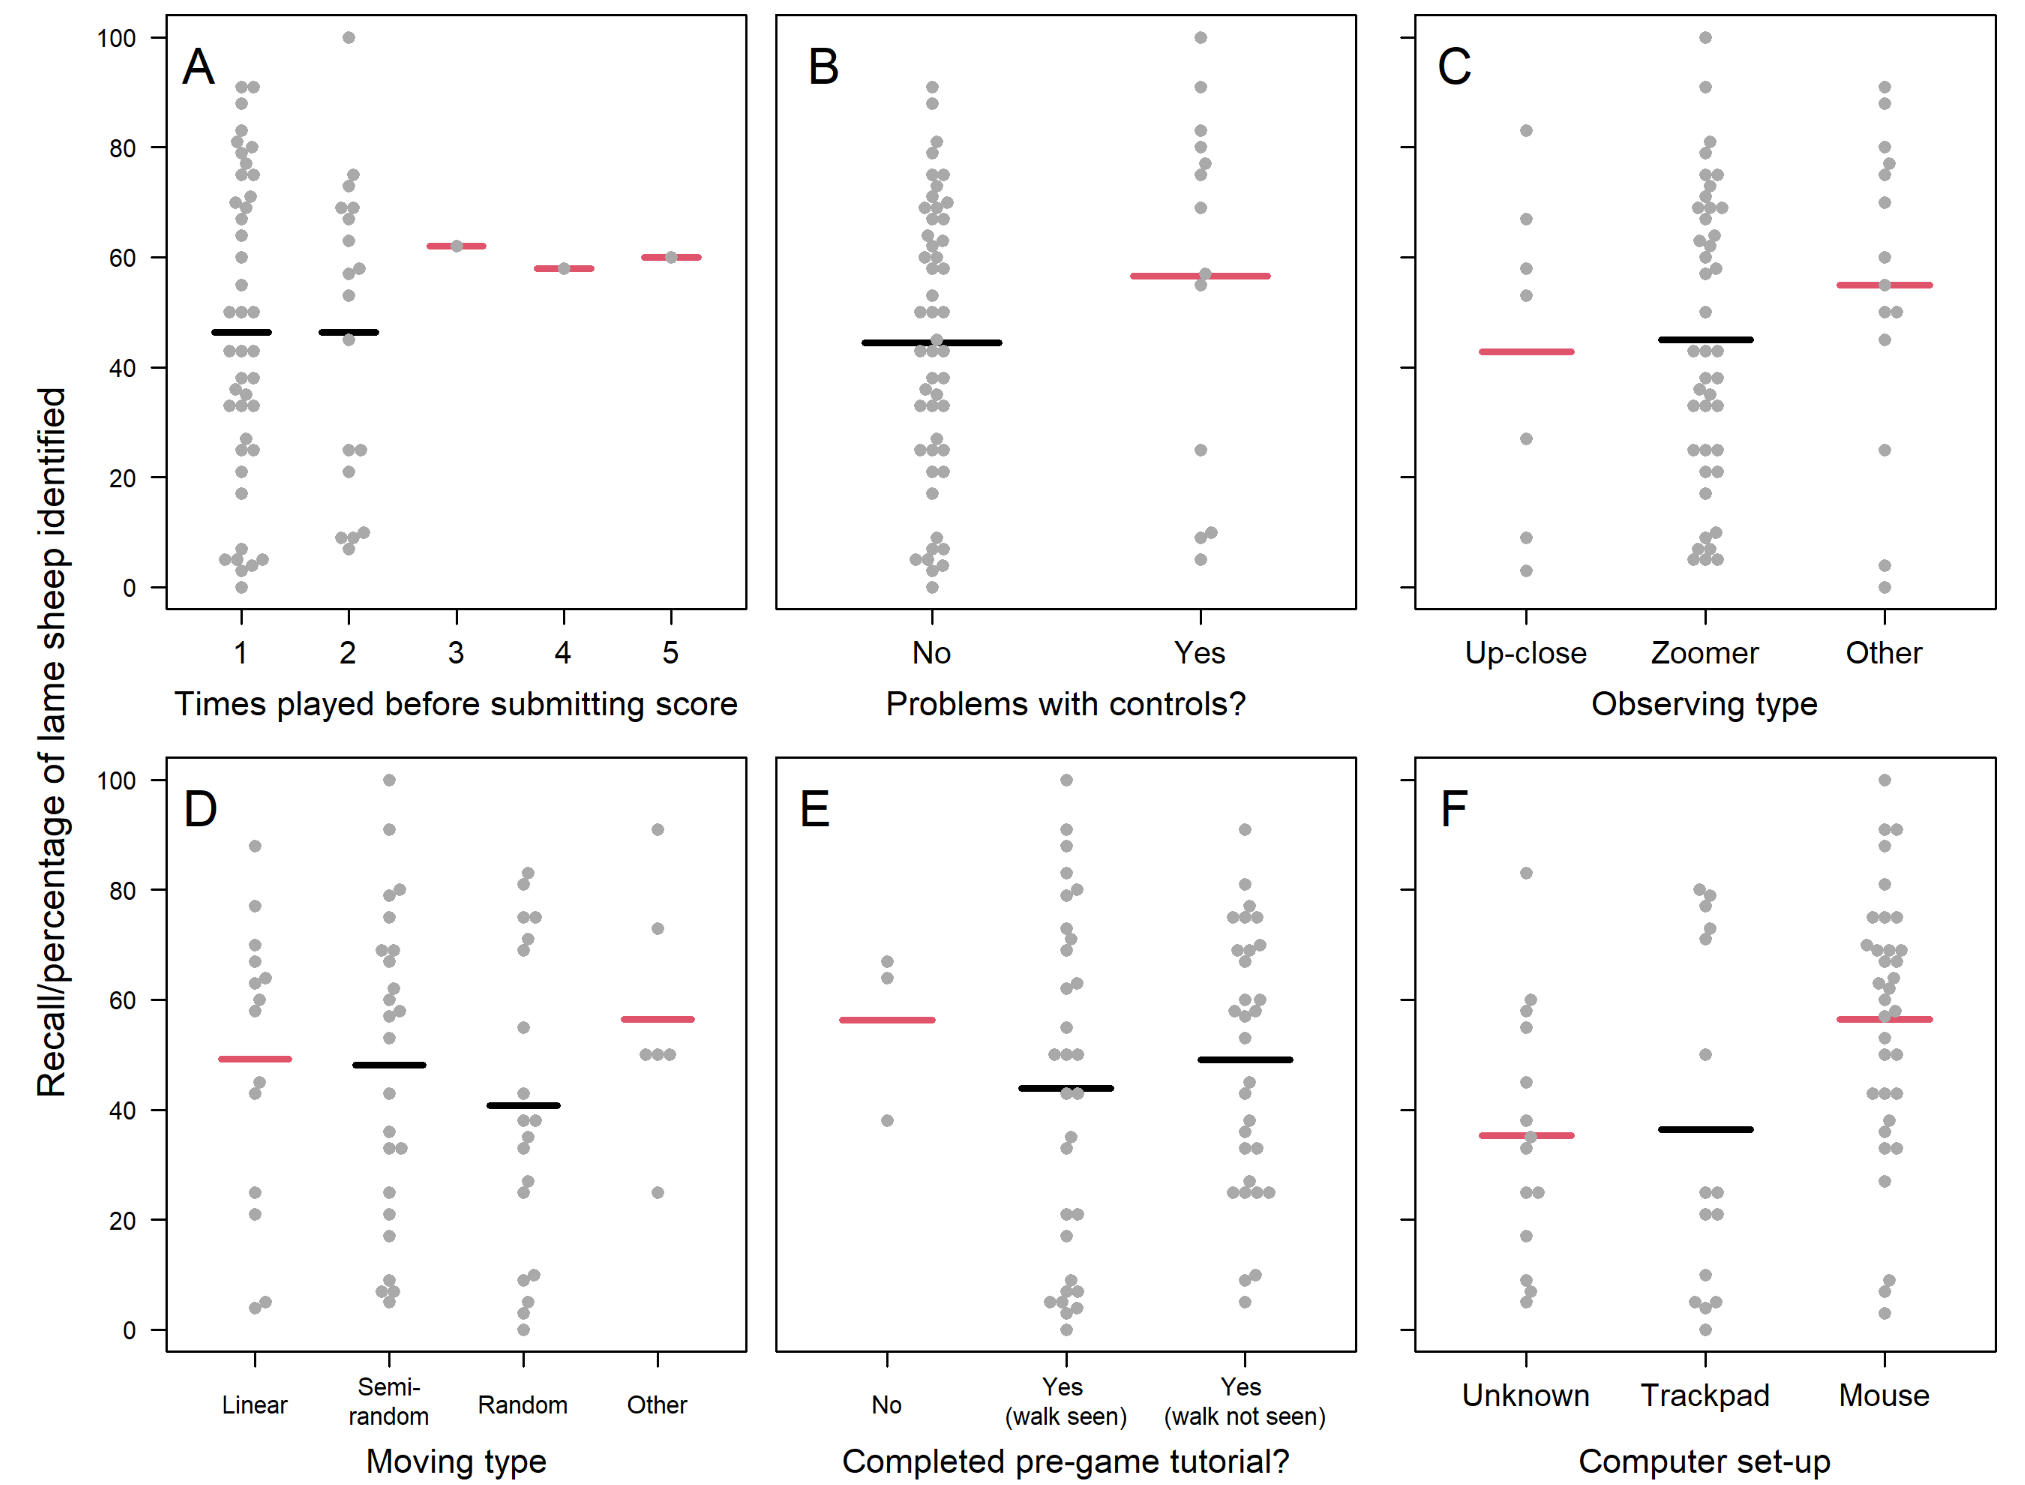 Recall/percentage of lame sheep identified
A
100
80
60
40
20
0
1 2 3 4 5
Times played before submitting score
B
No Yes
Problems with controls?
C
Up-close Zoomer Other
Observing type
D
100
80
60
40
20
0
Linear Semi-random Random Other
Moving type
E
No Yes (walk seen) Yes (walk not seen)
Completed pre-game tutorial?
F
Unknown Trackpad Mouse
Computer set-up